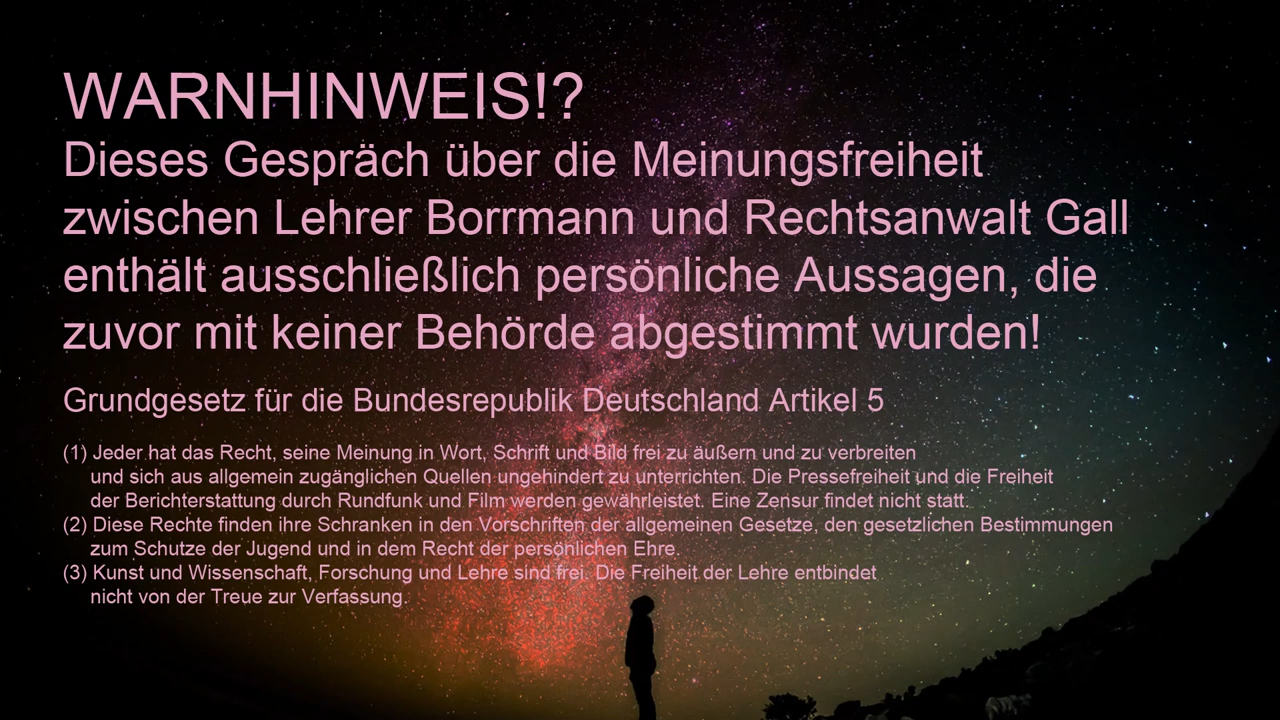 WARNHINWEIS!?
Dieses Gespräch über die Meinungsfreiheit
zwischen Lehrer Borrmann und Rechtsanwalt Gall
enthält ausschließlich persönliche Aussagen, die
zuvor mit keiner Behörde abgestimmt wurden!
Grundgesetz für die Bundesrepublik Deutschland Artikel 5
(1) Jeder hat das Recht, seine Meinung in Wort, Schrift und Bild frei zu äußern und zu verbreiten
und sich aus allgemein zugänglichen Quellen ungehindert zu unterrichten. Die Pressefreiheit und die Freiheit
der Berichterstattung durch Rundfunk und Film werden gewährleistet. Eine Zensur findet nicht statt.
(2) Diese Rechte finden ihre Schranken in den Vorschriften der allgemeinen Gesetze, den gesetzlichen Bestimmungen
zum Schutze der Jugend und in dem Recht der persönlichen Ehre.
(3) Kunst und Wissenschaft, Forschung und Lehre sind frei. Die Freiheit der Lehre entbindet
nicht von der Treue zur Verfassung.